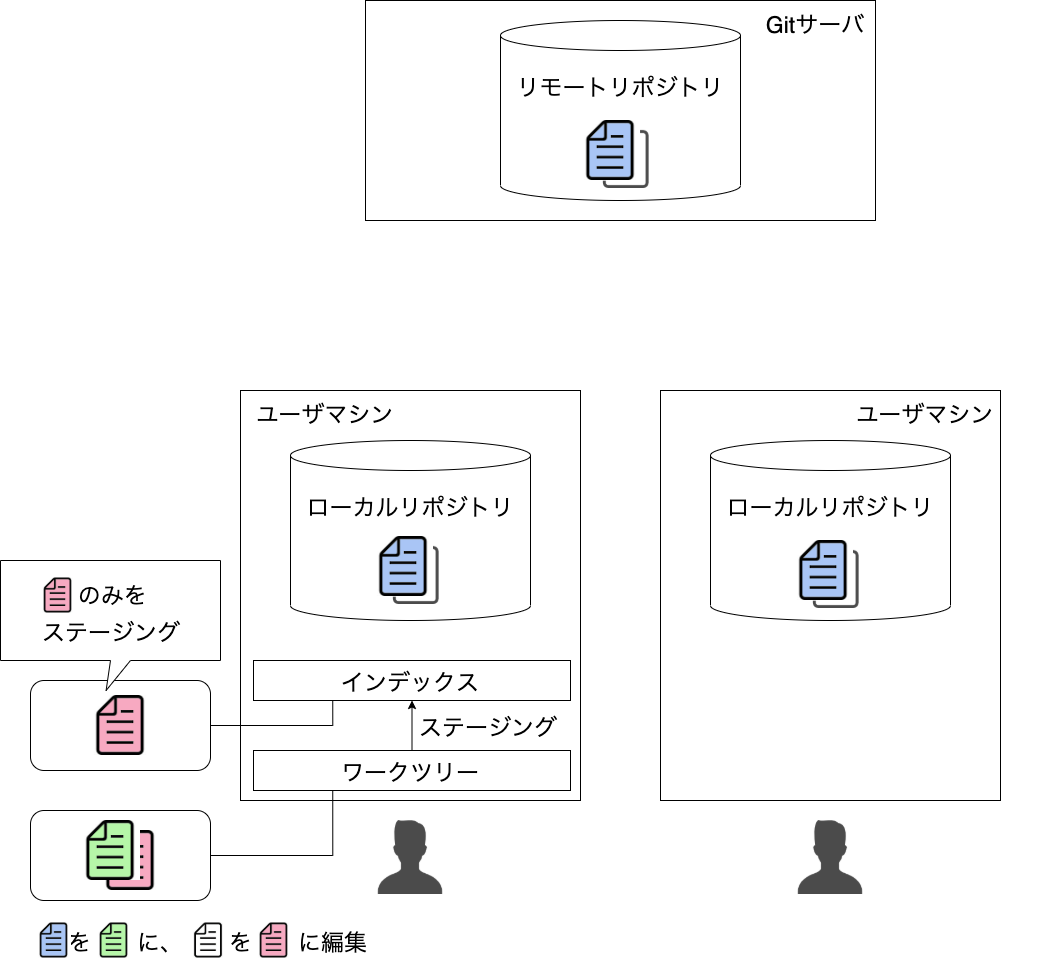 Gitサーバ
リモートリポジトリ
ユーザマシン
ローカルリポジトリ
のみを
ステージング
インデックス
ステージング
ワークツリー
ユーザマシン
ローカルリポジトリ
を に、 を に編集